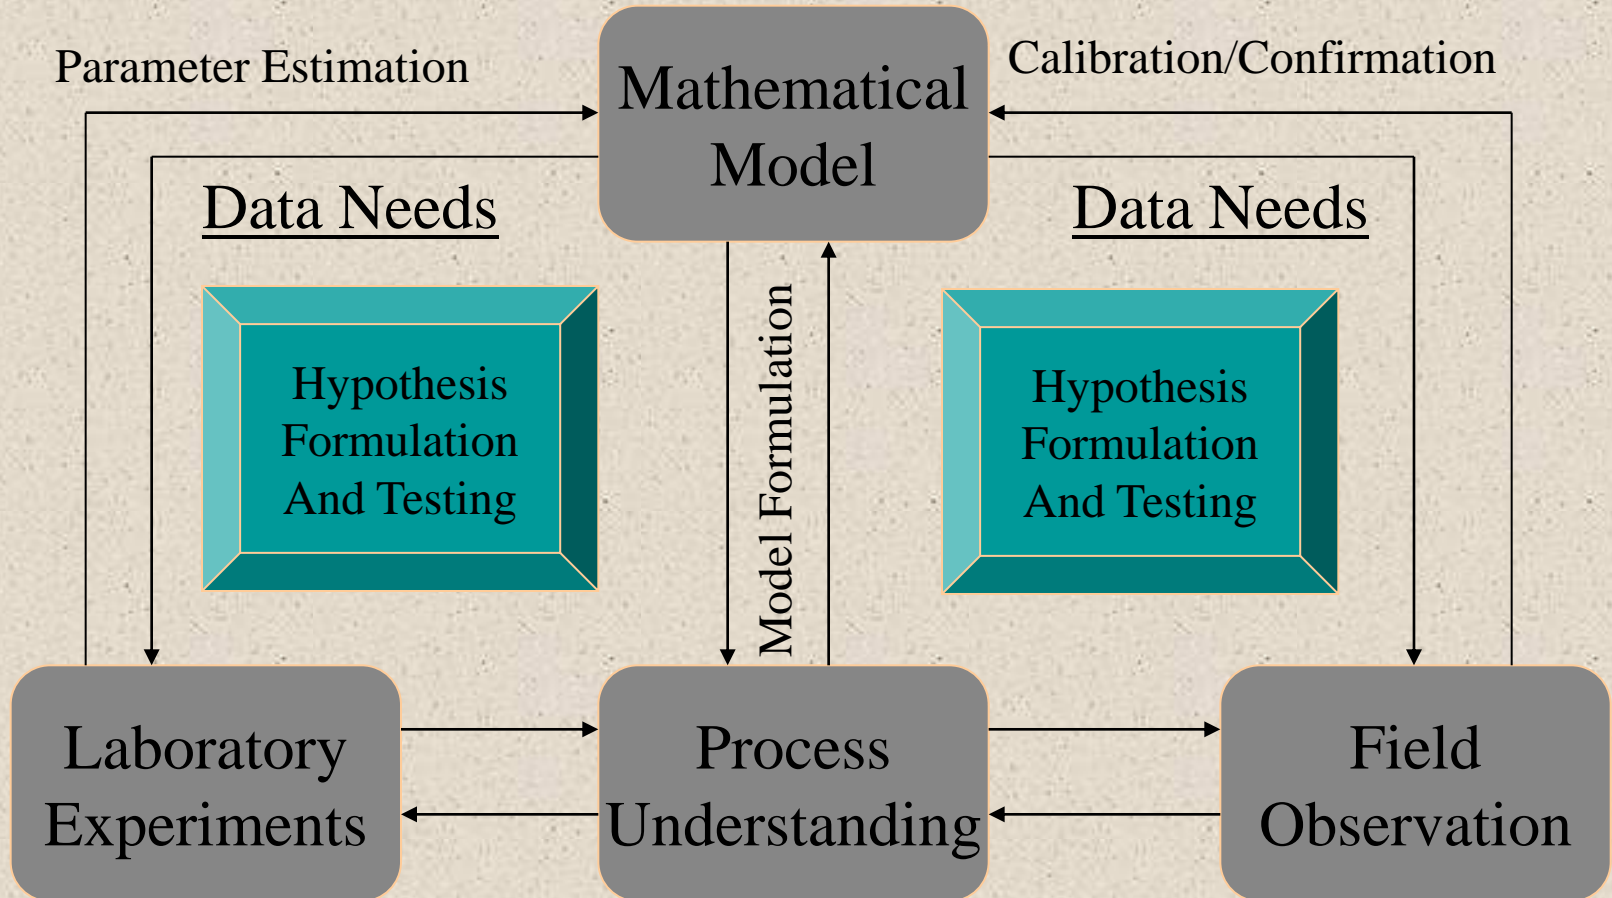 Parameter Estimation
Mathematical
Model
Calibration/Confirmation
Data Needs
Data Needs
Hypothesis
Formulation
And Testing
Model Formulation
Hypothesis
Formulation
And Testing
Laboratory
Experiments
Process
Understanding
Field
Observation